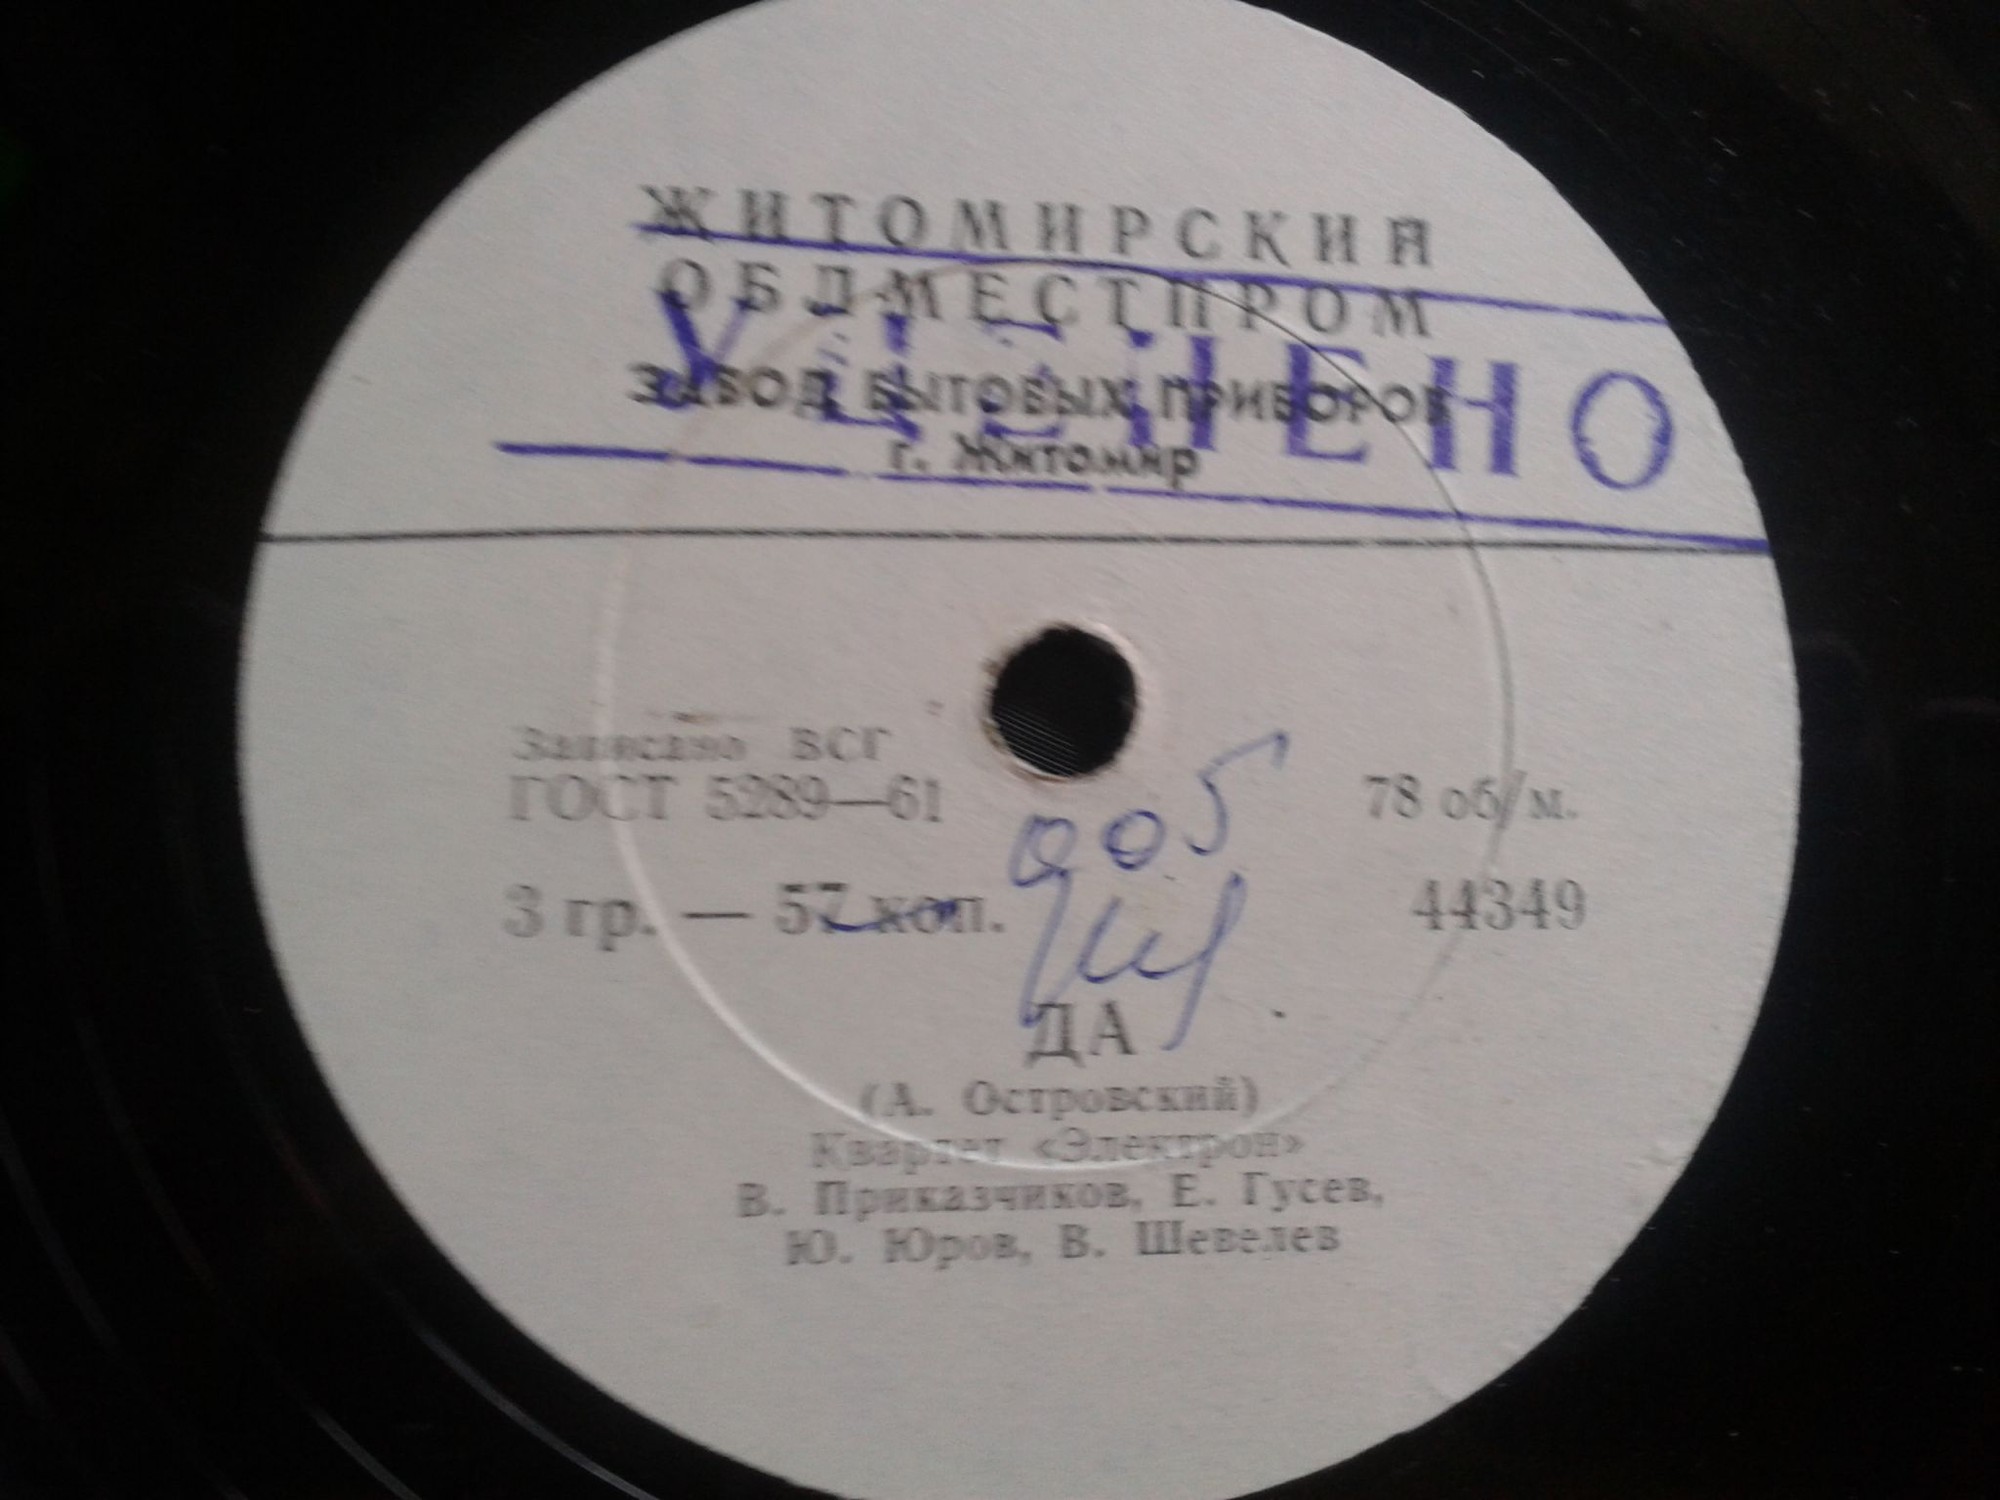 ЖИТОМИРСКИЙ
ОБЛМЕСТПРОМ
УЦЕНЕНО
ЗАВОД БЫТОВЫХ ПРИБОРОВ
г. Житомир
Записано ВСГ
ГОСТ 5289—61
78 об/м.
3 гр. — 57 коп.
44349
005
ДА
(А. Островский)
Квартет «Электрон»
В. Приказчиков, Е. Гусев,
Ю. Юров, В. Шевелев